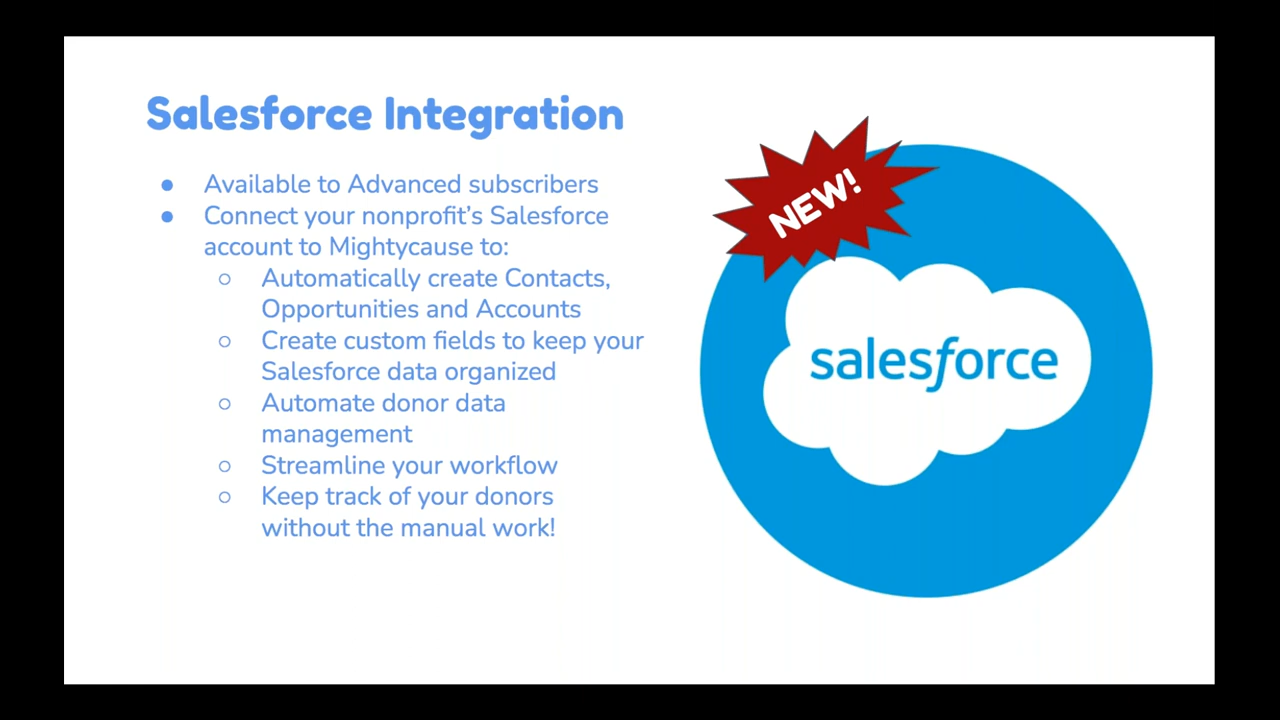 Salesforce Integration
● Available to Advanced subscribers
● Connect your nonprofit’s Salesforce
account to Mightycause to:
○ Automatically create Contacts,
Opportunities and Accounts
○ Create custom fields to keep your
Salesforce data organized
○ Automate donor data
management
○ Streamline your workflow
○ Keep track of your donors
without the manual work!
NEW!
salesforce